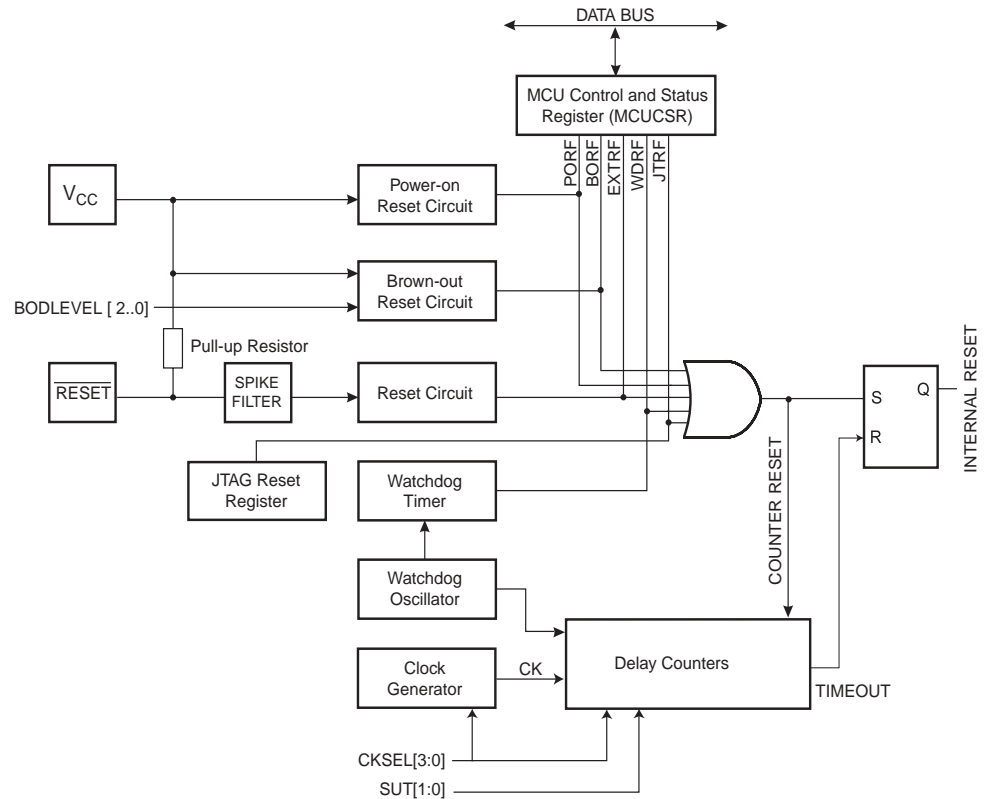 DATA BUS
MCU Control and Status
Register (MCUCSR)
PORF
BORF
EXTRF
WDRF
JTRF
VCC
Power-on
Reset Circuit
Brown-out
Reset Circuit
BODLEVEL [ 2..0]
Pull-up Resistor
RESET
SPIKE
FILTER
Reset Circuit
JTAG Reset
Register
Watchdog
Timer
Watchdog
Oscillator
Clock
Generator
CK
Delay Counters
COUNTER RESET
TIMEOUT
S
R
Q
INTERNAL RESET
CKSEL[3:0]
SUT[1:0]